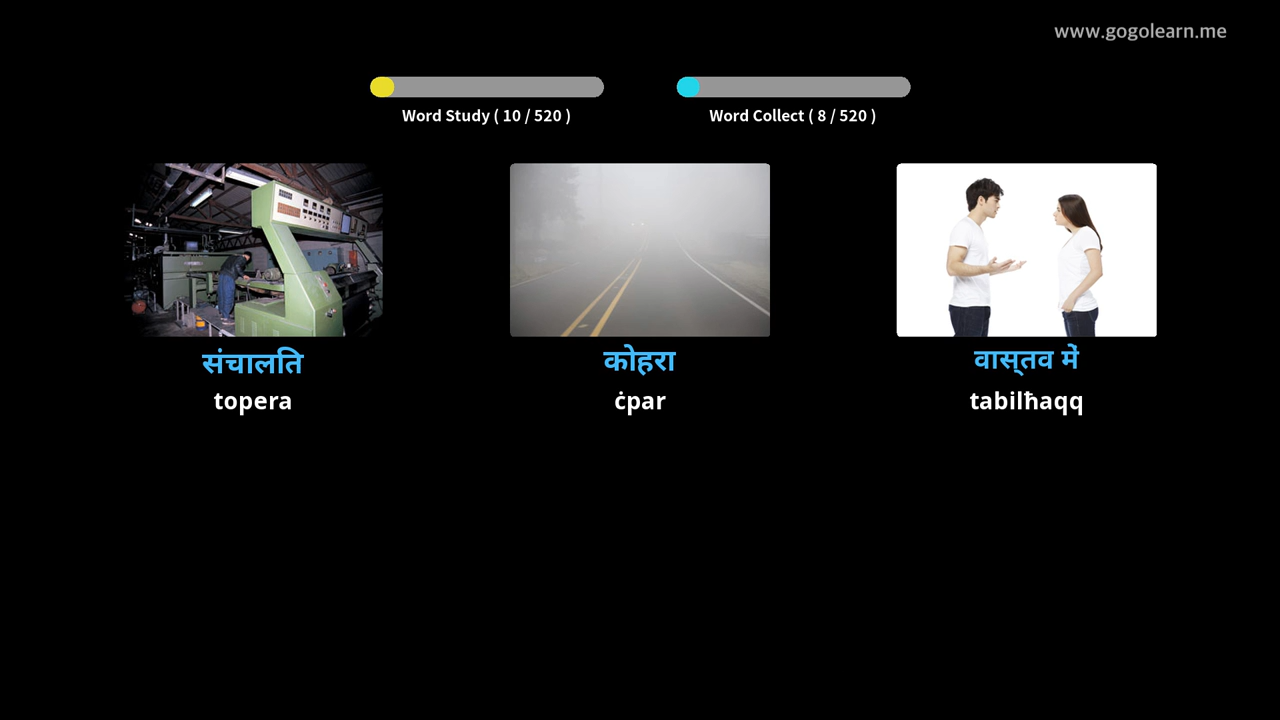 www.gogolearn.me
Word Study ( 10 / 520 )
Word Collect ( 8 / 520 )
संचालति
कोहरा
वास्तव में
topera
ċpar
tabilħaqq